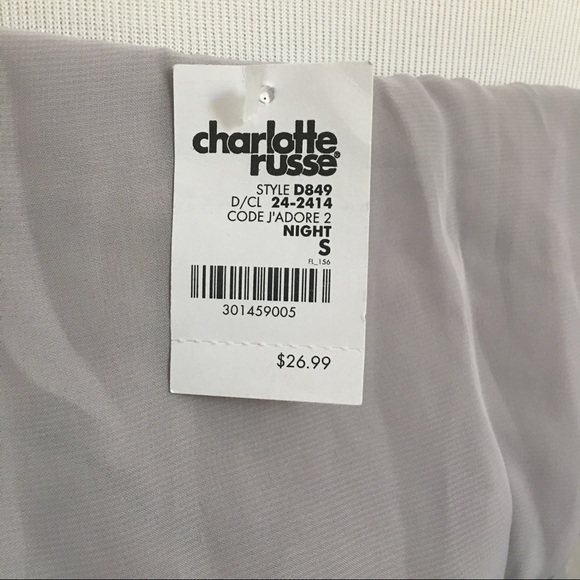 charlotte
russe®
STYLE D849
D/CL 24-2414
CODE J'ADORE 2
NIGHT
S
FL_156
301459005
$26.99